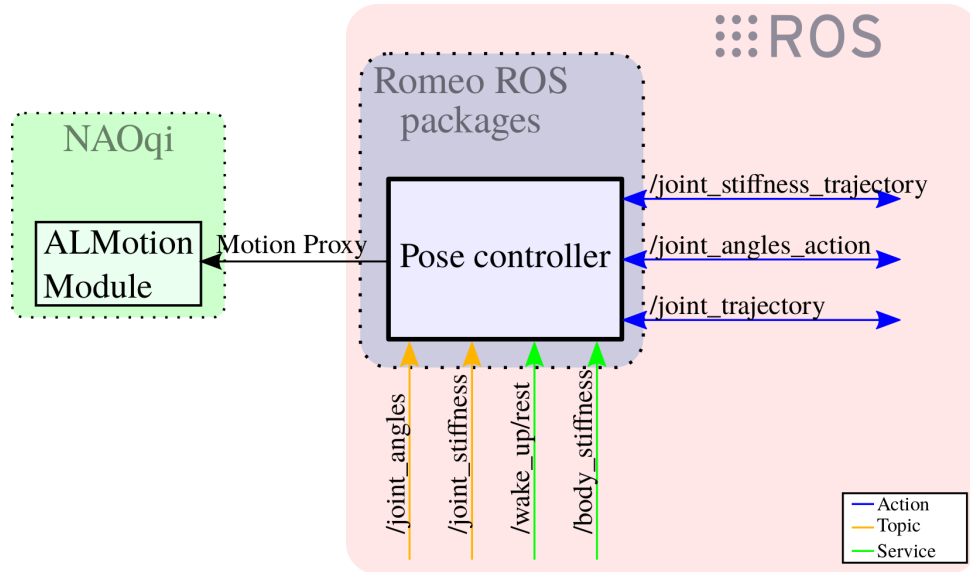 ROS
Romeo ROS
packages
NAOqi
/joint_stiffness_trajectory
ALMotion
Module
Motion Proxy
Pose controller
/joint_angles_action
/joint_trajectory
/joint_angles
/joint_stiffness
/wake_up/rest
/body_stiffness
Action
Topic
Service